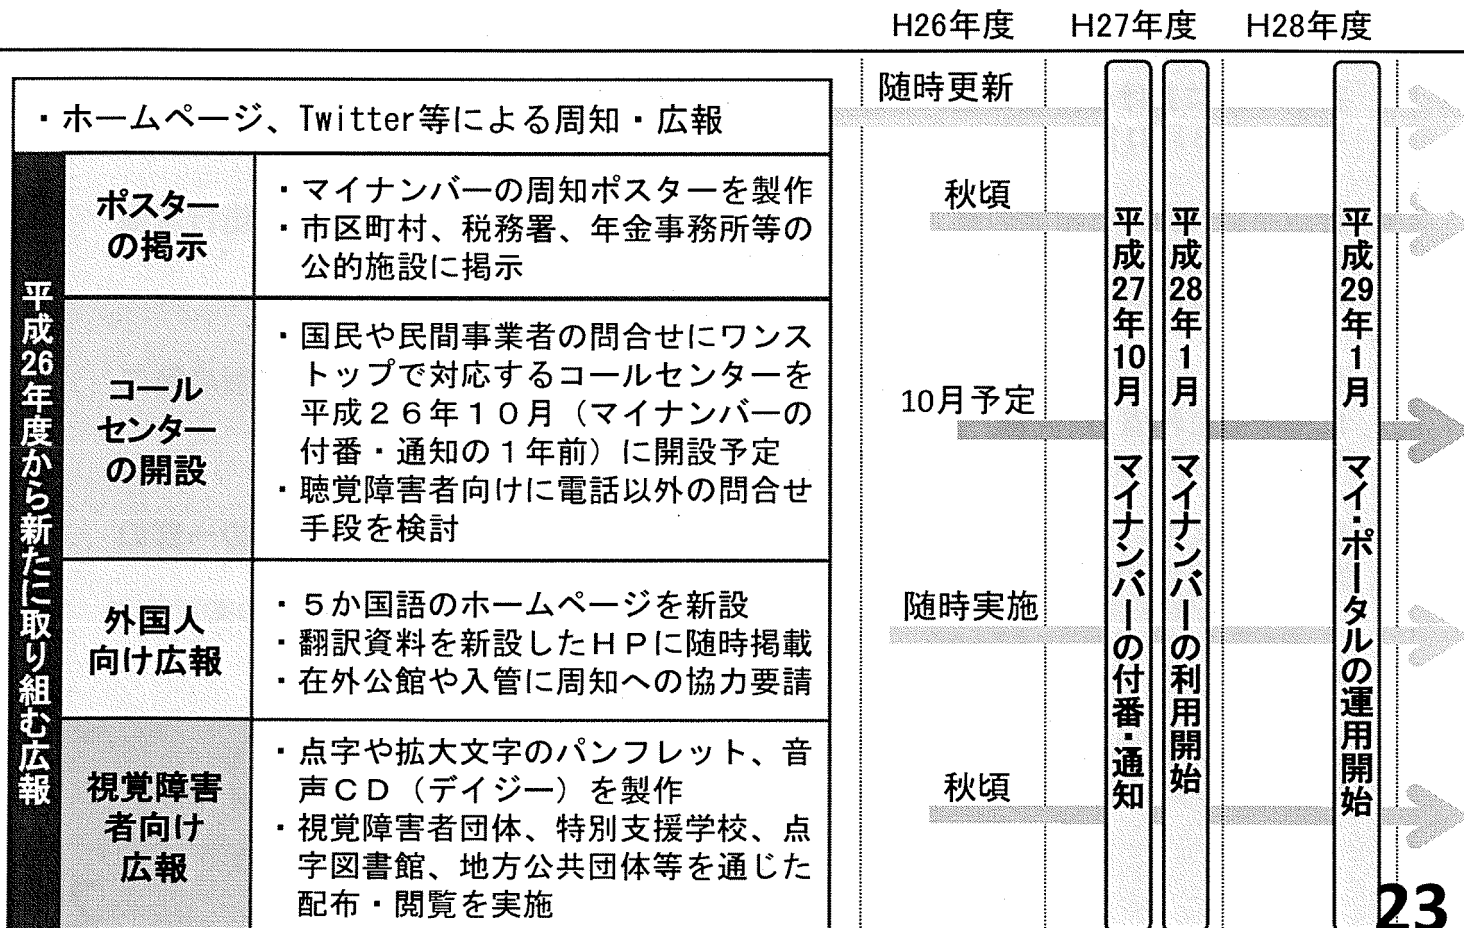 H26年度 H27年度 H28年度
・ホームページ、Twitter等による周知・広報
随時更新
平成26年度から新たに取り組む広報
ポスター
の掲示
・マイナンバーの周知ポスターを製作
・市区町村、税務署、年金事務所等の
公的施設に掲示
秋頃
コール
センター
の開設
・国民や民間事業者の問合せにワンス
トップで対応するコールセンターを
平成26年10月(マイナンバーの
付番・通知の1年前)に開設予定
・聴覚障害者向けに電話以外の問合せ
手段を検討
10月予定
外国人
向け広報
・5か国語のホームページを新設
・翻訳資料を新設したHPに随時掲載
・在外公館や入管に周知への協力要請
随時実施
視覚障害
者向け
広報
・点字や拡大文字のパンフレット、音
声CD(デイジー)を製作
・視覚障害者団体、特別支援学校、点
字図書館、地方公共団体等を通じた
配布・閲覧を実施
秋頃
平成27年10月 マイナンバーの付番・通知
平成28年1月 マイナンバーの利用開始
平成29年1月 マイ・ポータルの運用開始
23